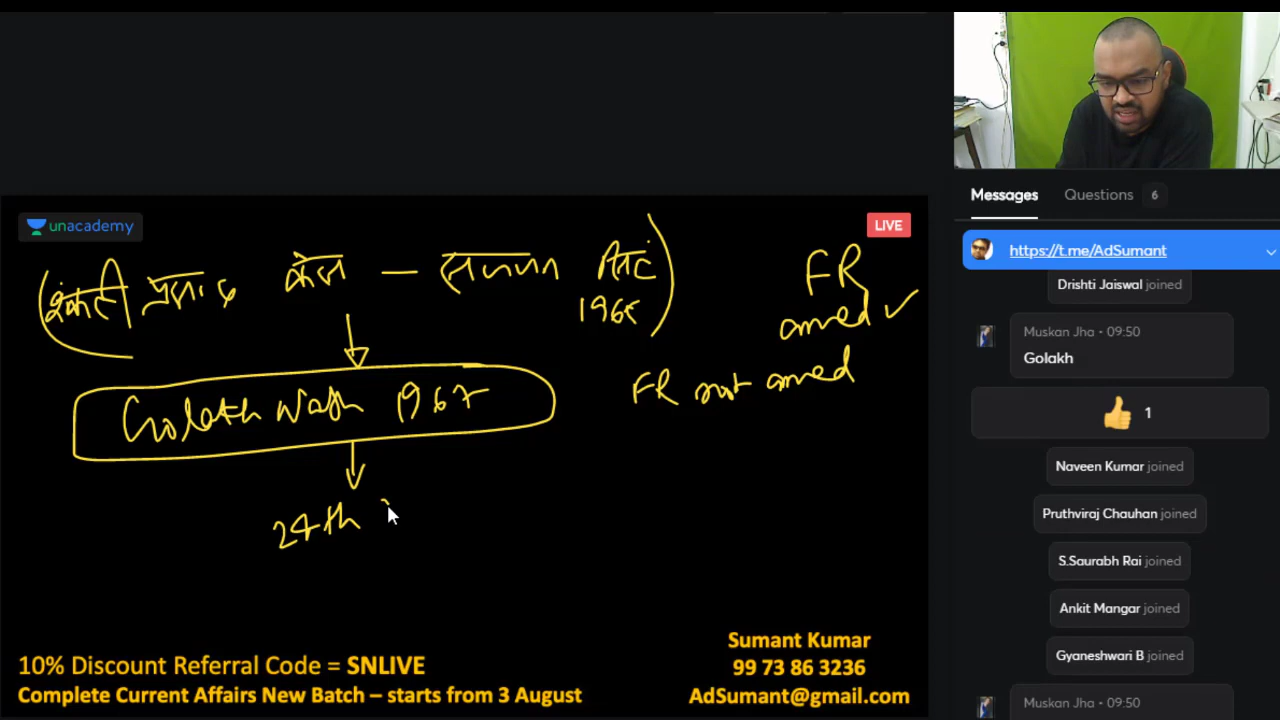 unacademy
LIVE
(शंकरी प्रसाद केस – सज्जन सिंह
1965)
FR
amed ✓
Golakh Nath 1967
FR not amed
24th
10% Discount Referral Code = SNLIVE
Complete Current Affairs New Batch – starts from 3 August
Sumant Kumar
99 73 86 3236
AdSumant@gmail.com
Messages
Questions 6
https://t.me/AdSumant
Drishti Jaiswal joined
Muskan Jha • 09:50
Golakh
👍 1
Naveen Kumar joined
Pruthviraj Chauhan joined
S.Saurabh Rai joined
Ankit Mangar joined
Gyaneshwari B joined
Muskan Jha • 09:50